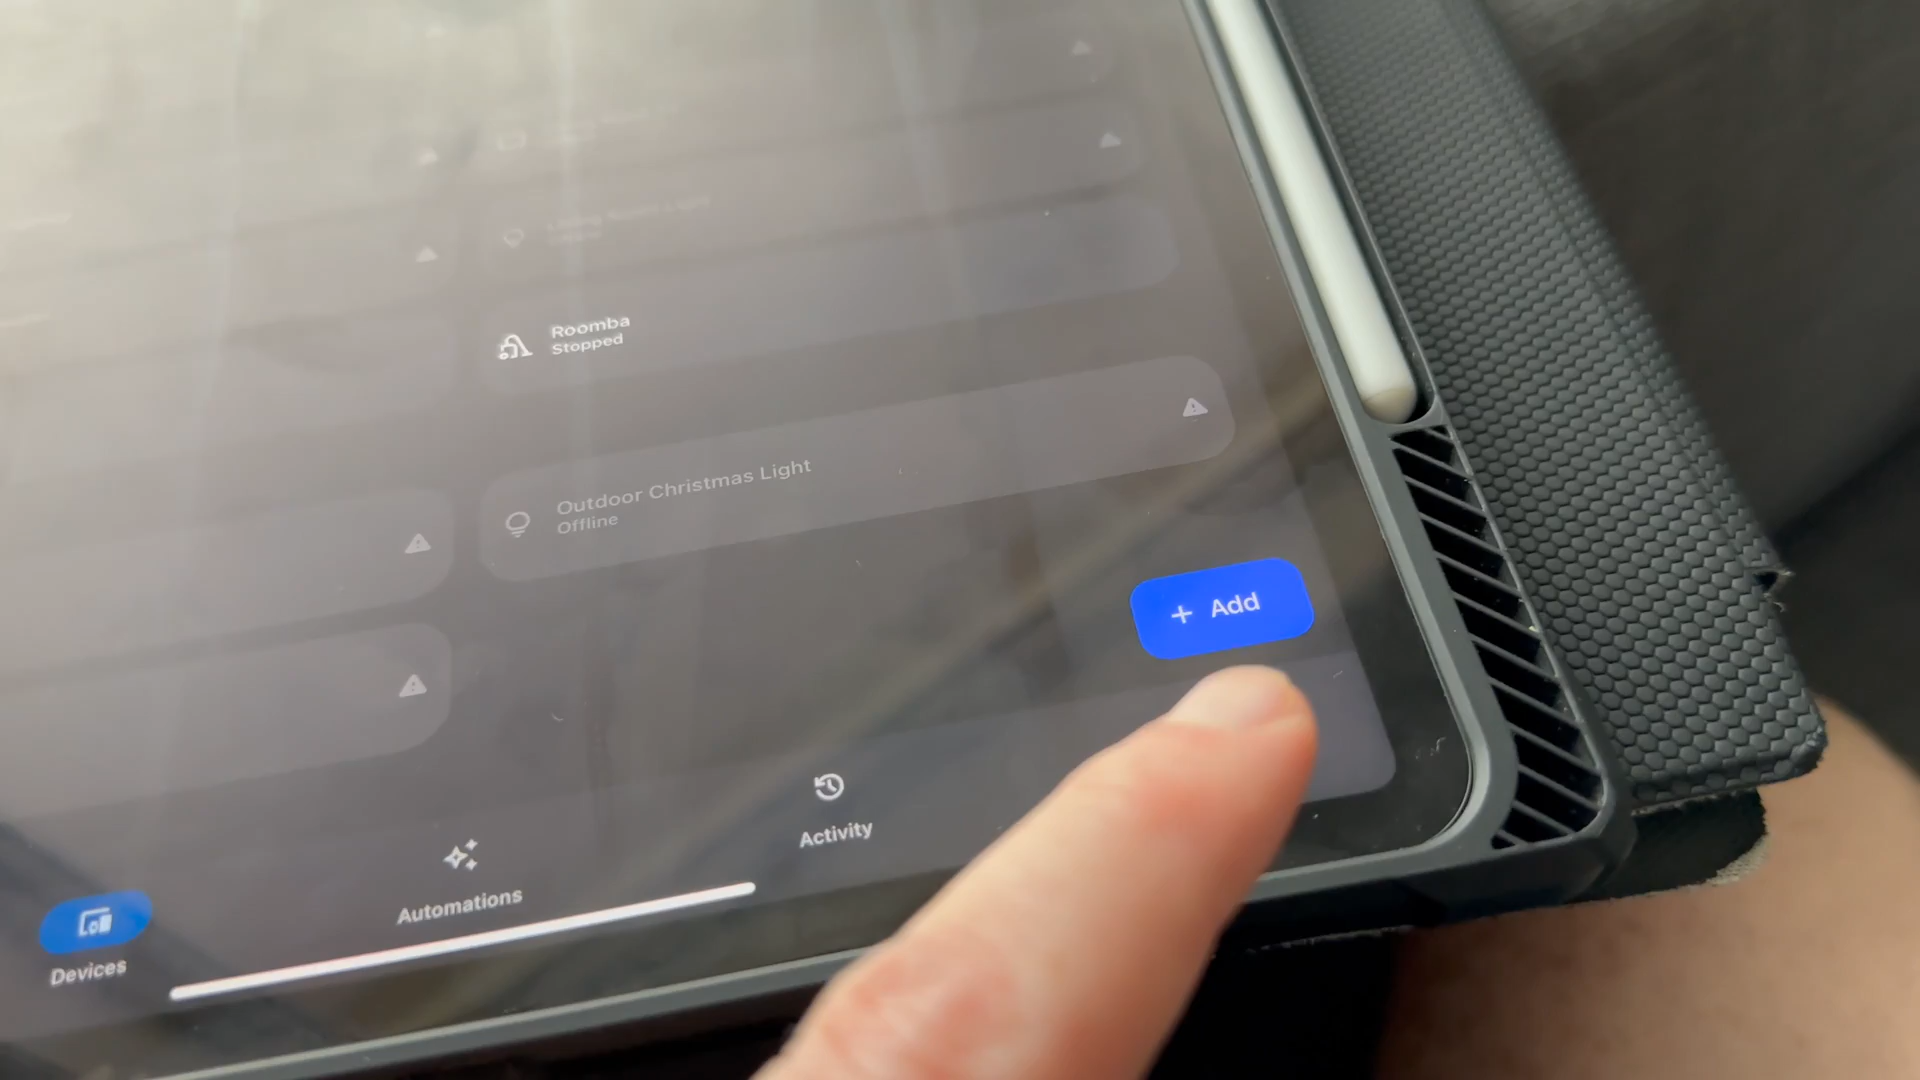 Roomba
Stopped
Outdoor Christmas Light
Offline
+ Add
Devices
Automations
Activity